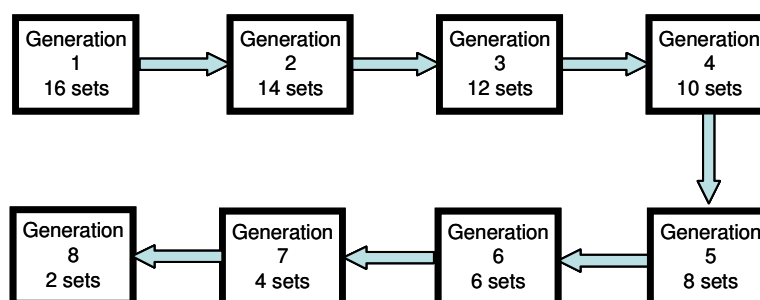 Generation
1
16 sets
Generation
2
14 sets
Generation
3
12 sets
Generation
4
10 sets
Generation
5
8 sets
Generation
6
6 sets
Generation
7
4 sets
Generation
8
2 sets